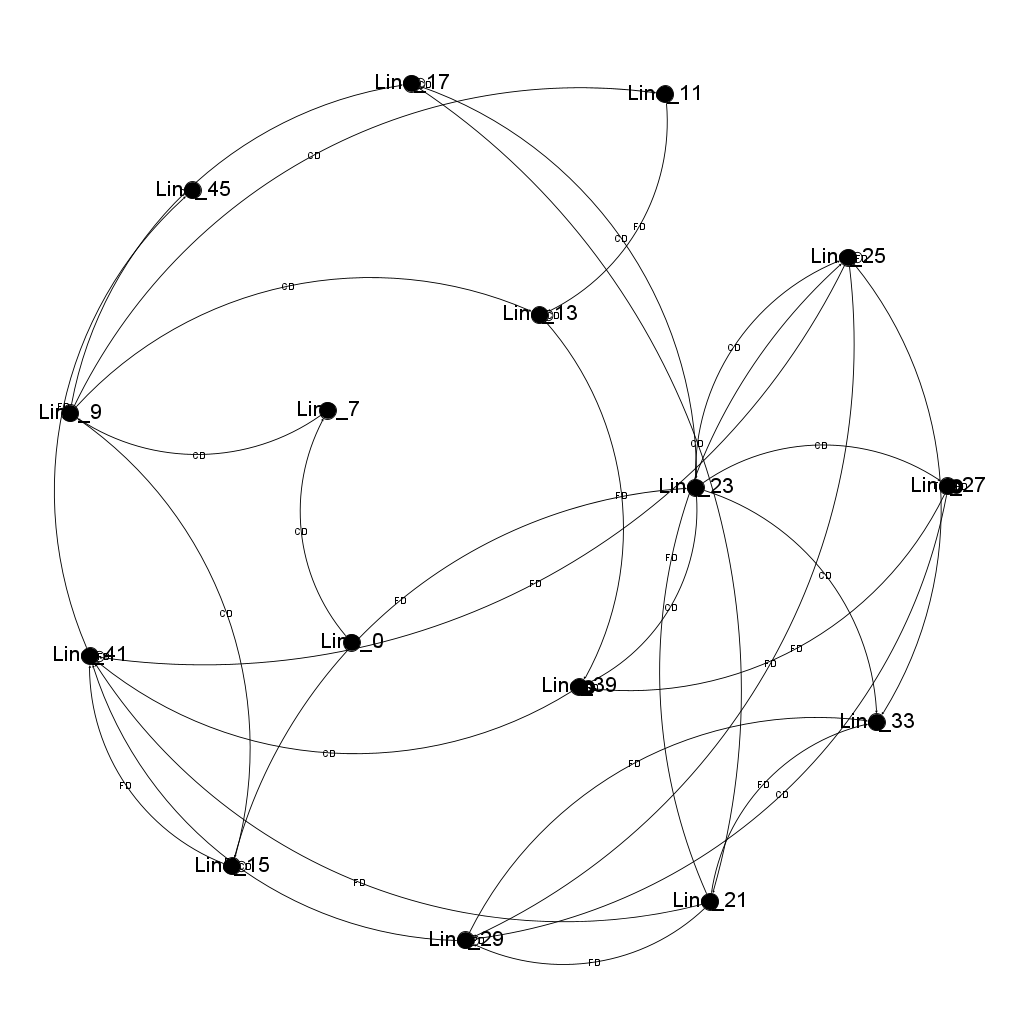 Line_17
Line_11
CD
Line_45
FD
CD
Line_25
CD
Line_13
CD
Line_9
Line_7
CD
CD
CD
Line_23
Line_27
FD
CD
FD
CD
FD
FD
CD
CD
Line_0
FD
FD
Line_41
Line_39
Line_33
CD
FD
FD
FD
CD
Line_15
FD
Line_21
Line_29
FD